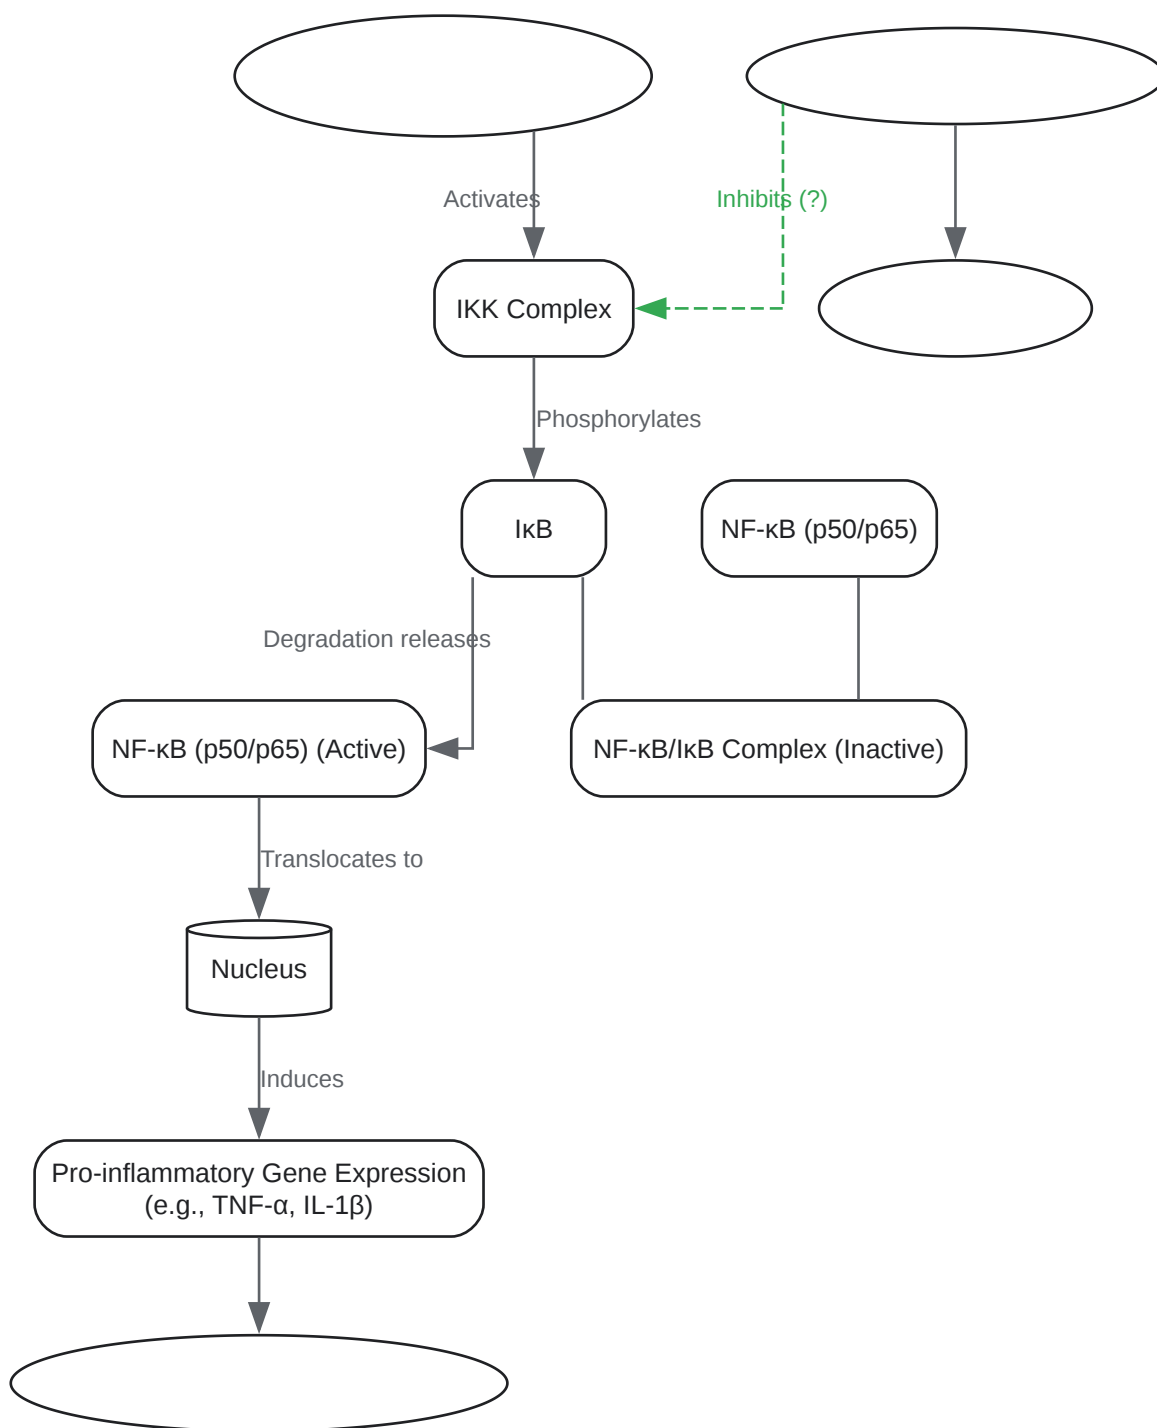 Activates
Inhibits (?)
IKK Complex
Phosphorylates
IκB
NF-κB (p50/p65)
Degradation releases
NF-κB (p50/p65) (Active)
NF-κB/IκB Complex (Inactive)
Translocates to
Nucleus
Induces
Pro-inflammatory Gene Expression
(e.g., TNF-α, IL-1β)